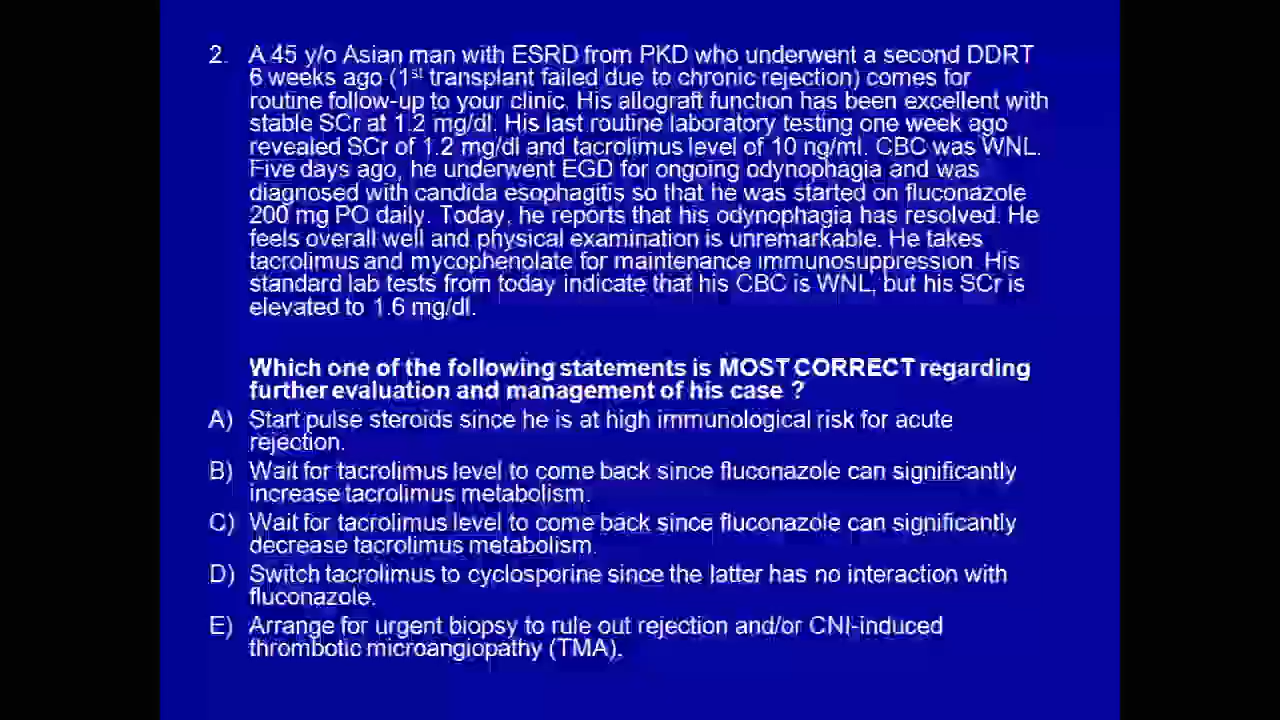 2. A 45 y/o Asian man with ESRD from PKD who underwent a second DDRT
6 weeks ago (1st transplant failed due to chronic rejection) comes for
routine follow-up to your clinic. His allograft function has been excellent with
stable SCr at 1.2 mg/dl. His last routine laboratory testing one week ago
revealed SCr of 1.2 mg/dl and tacrolimus level of 10 ng/ml. CBC was WNL.
Five days ago, he underwent EGD for ongoing odynophagia and was
diagnosed with candida esophagitis so that he was started on fluconazole
200 mg PO daily. Today, he reports that his odynophagia has resolved. He
feels overall well and physical examination is unremarkable. He takes
tacrolimus and mycophenolate for maintenance immunosuppression. His
standard lab tests from today indicate that his CBC is WNL, but his SCr is
elevated to 1.6 mg/dl.
Which one of the following statements is MOST CORRECT regarding
further evaluation and management of his case ?
A) Start pulse steroids since he is at high immunological risk for acute
rejection.
B) Wait for tacrolimus level to come back since fluconazole can significantly
increase tacrolimus metabolism.
C) Wait for tacrolimus level to come back since fluconazole can significantly
decrease tacrolimus metabolism.
D) Switch tacrolimus to cyclosporine since the latter has no interaction with
fluconazole.
E) Arrange for urgent biopsy to rule out rejection and/or CNI-induced
thrombotic microangiopathy (TMA).